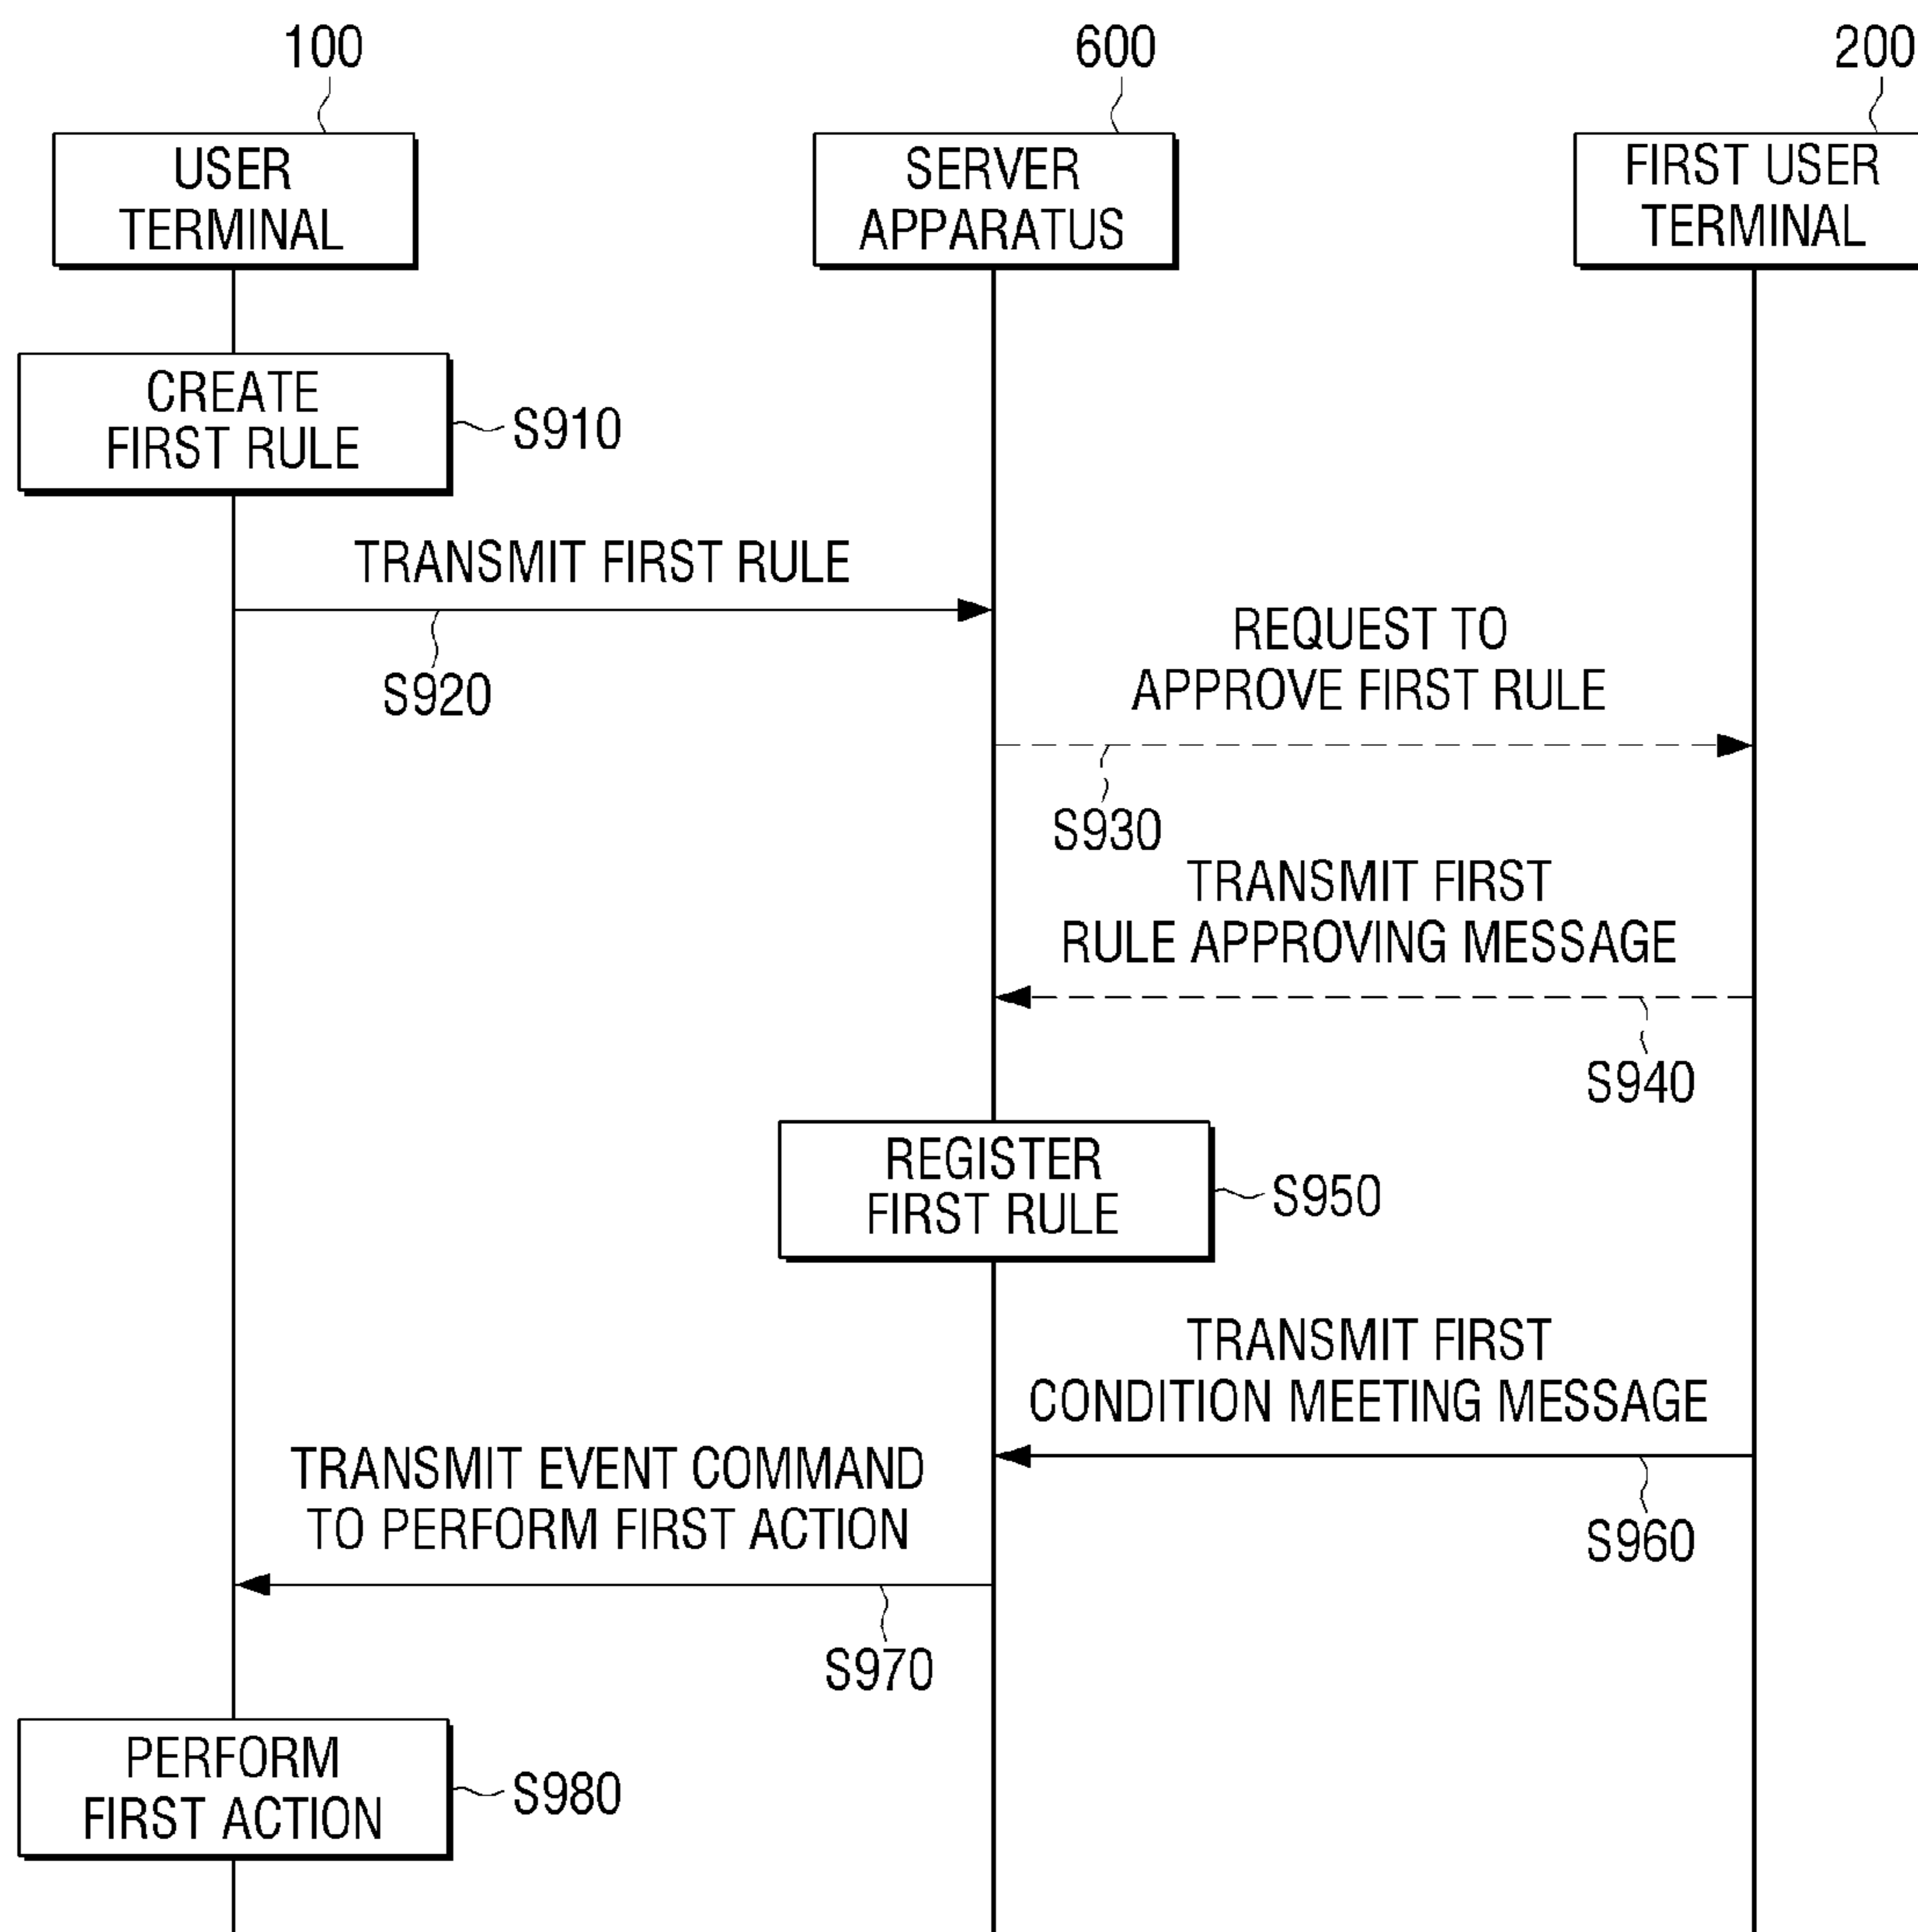 100
600
200
USER
TERMINAL
SERVER
APPARATUS
FIRST USER
TERMINAL
CREATE
FIRST RULE
S910
TRANSMIT FIRST RULE
S920
REQUEST TO
APPROVE FIRST RULE
S930
TRANSMIT FIRST
RULE APPROVING MESSAGE
S940
REGISTER
FIRST RULE
S950
TRANSMIT FIRST
CONDITION MEETING MESSAGE
S960
TRANSMIT EVENT COMMAND
TO PERFORM FIRST ACTION
S970
PERFORM
FIRST ACTION
S980